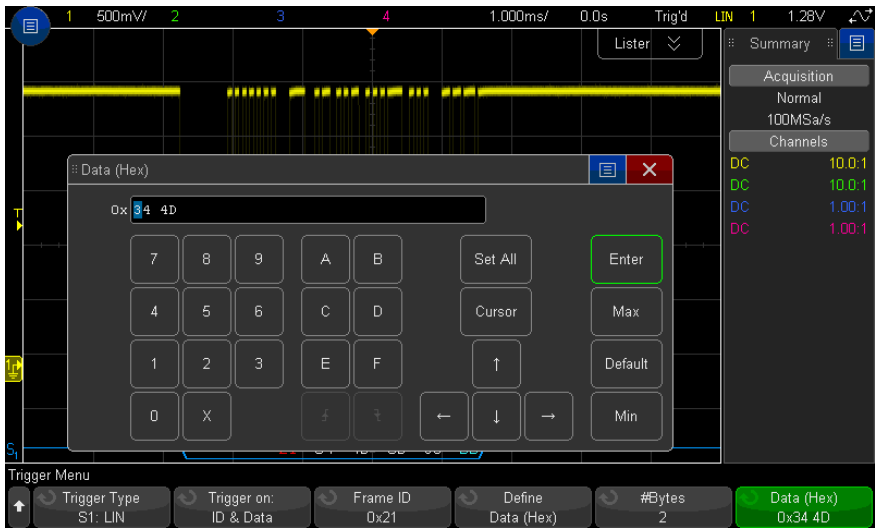 1 500mV/ 2 3 4 1.000ms/ 0.0s Trig'd LIN 1 1.28V
Lister
Summary
Acquisition
Normal
100MSa/s
Channels
DC 10.0:1
DC 10.0:1
DC 1.00:1
DC 1.00:1
T
Data (Hex)
0x 34 4D
7 8 9 A B Set All Enter
4 5 6 C D Cursor Max
1 2 3 E F ↑ Default
0 X ← ↓ → Min
1
S1
Trigger Menu
Trigger Type
S1: LIN
Trigger on:
ID & Data
Frame ID
0x21
Define
Data (Hex)
#Bytes
2
Data (Hex)
0x34 4D